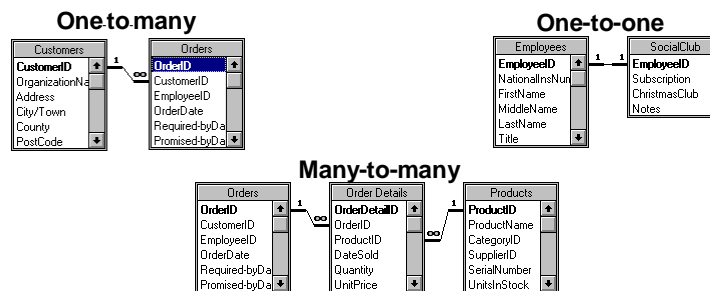 One-to-many
Customers
CustomerID
OrganizationNa
Address
City/Town
County
PostCode
1
∞
Orders
OrderID
CustomerID
EmployeeID
OrderDate
Required-byDa
Promised-byDa
One-to-one
Employees
EmployeeID
NationalInsNun
FirstName
MiddleName
LastName
Title
1
1
SocialClub
EmployeeID
Subscription
ChristmasClub
Notes
Many-to-many
Orders
OrderID
CustomerID
EmployeeID
OrderDate
Required-byDa
Promised-byDa
1
∞
Order Details
OrderDetailID
OrderID
ProductID
DateSold
Quantity
UnitPrice
1
∞
Products
ProductID
ProductName
CategoryID
SupplierID
SerialNumber
UnitsInStock